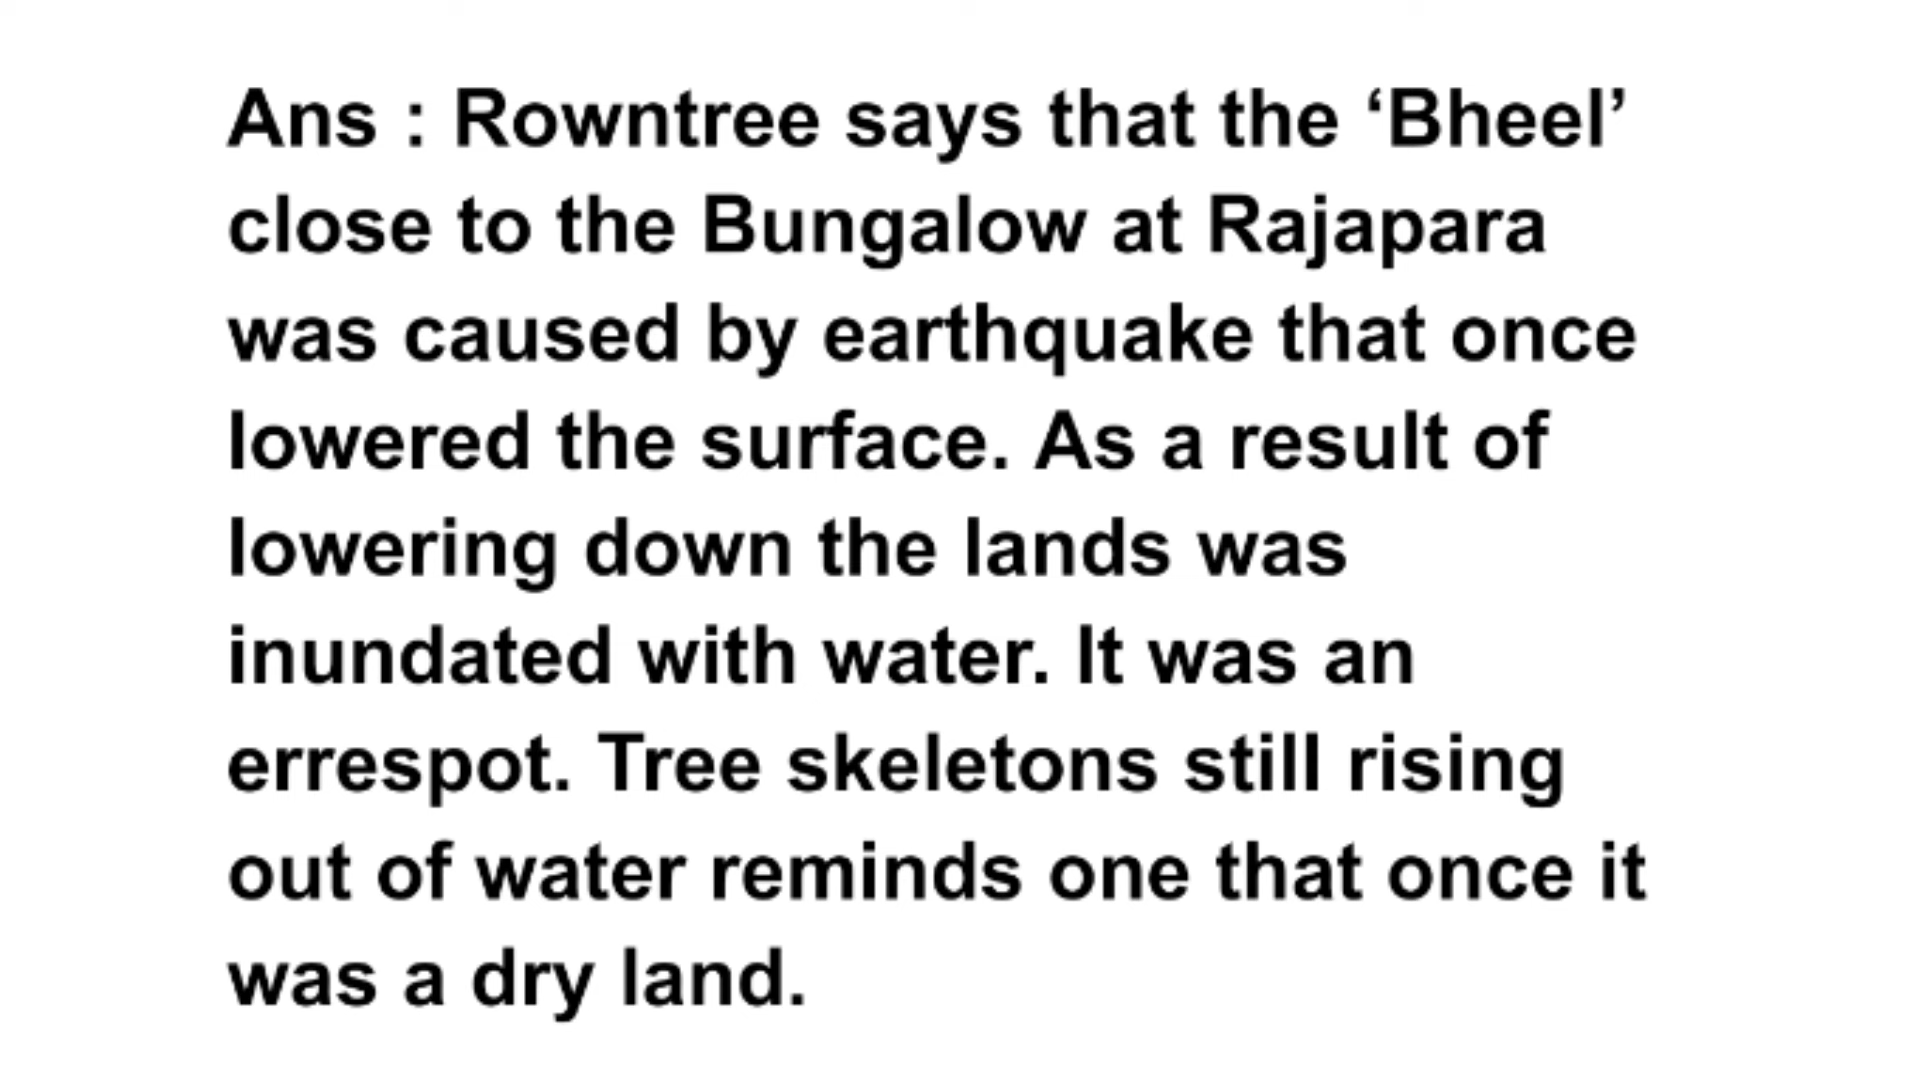 Ans : Rowntree says that the ‘Bheel’
close to the Bungalow at Rajapara
was caused by earthquake that once
lowered the surface. As a result of
lowering down the lands was
inundated with water. It was an
errespot. Tree skeletons still rising
out of water reminds one that once it
was a dry land.